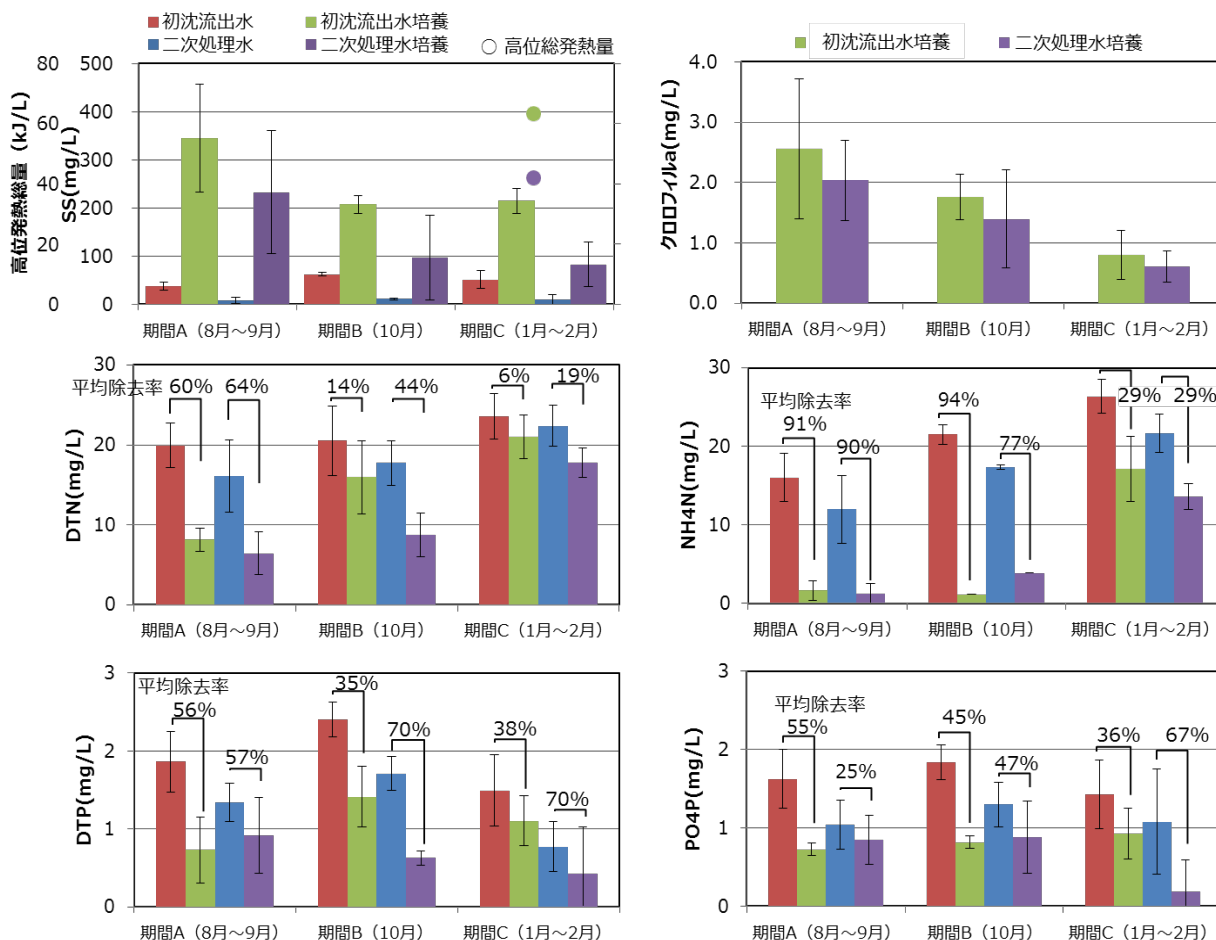 初沈流出水 初沈流出水培養
二次処理水 二次処理水培養 高位総発熱量
高位発熱総量（kJ/L）
80
60
40
20
0
SS(mg/L)
500
400
300
200
100
0
期間A（8月～9月） 期間B（10月） 期間C（1月～2月）
初沈流出水培養 二次処理水培養
クロロフィルa(mg/L)
4.0
3.0
2.0
1.0
0.0
期間A（8月～9月） 期間B（10月） 期間C（1月～2月）
DTN(mg/L)
30
20
10
0
平均除去率 60% 64% 14% 44% 6% 19%
期間A（8月～9月） 期間B（10月） 期間C（1月～2月）
NH4N(mg/L)
30
20
10
0
平均除去率
91% 90% 94% 77% 29% 29%
期間A（8月～9月） 期間B（10月） 期間C（1月～2月）
DTP(mg/L)
3
2
1
0
平均除去率
56% 57% 35% 70% 38% 70%
期間A（8月～9月） 期間B（10月） 期間C（1月～2月）
PO4P(mg/L)
3
2
1
0
平均除去率
55% 25% 45% 47% 36% 67%
期間A（8月～9月） 期間B（10月） 期間C（1月～2月）